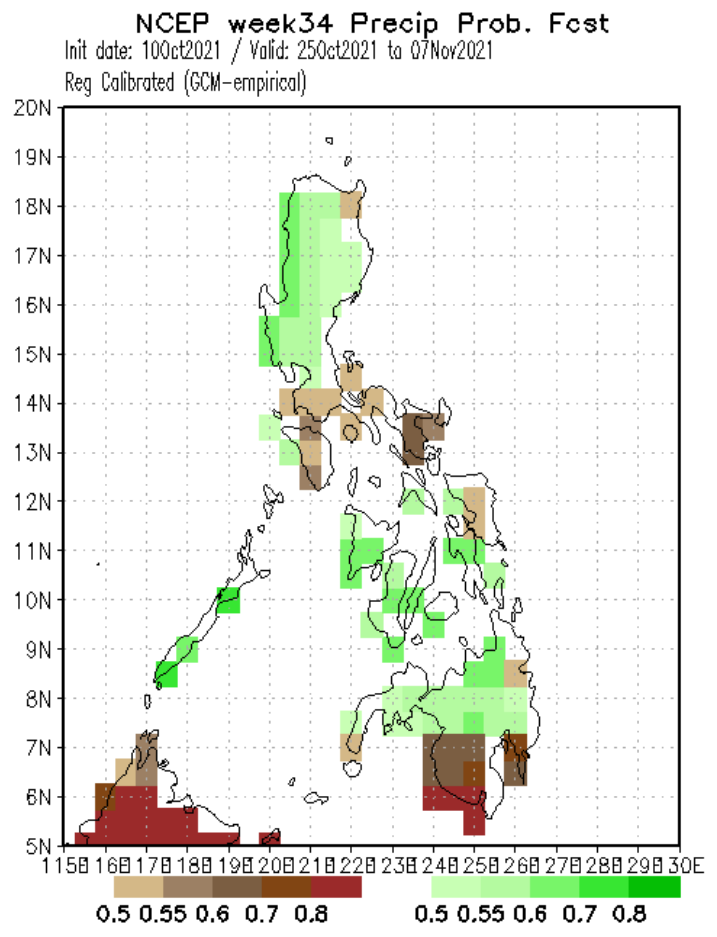 NCEP week34 Precip Prob. Fcst
Init date: 10Oct2021 / Valid: 25Oct2021 to 07Nov2021
Reg Calibrated (GCM-empirical)
20N
19N
18N
17N
16N
15N
14N
13N
12N
11N
10N
9N
8N
7N
6N
5N
115E 116E 117E 118E 119E 120E 121E 122E 123E 124E 125E 126E 127E 128E 129E 130E
0.5 0.55 0.6 0.7 0.8 0.5 0.55 0.6 0.7 0.8